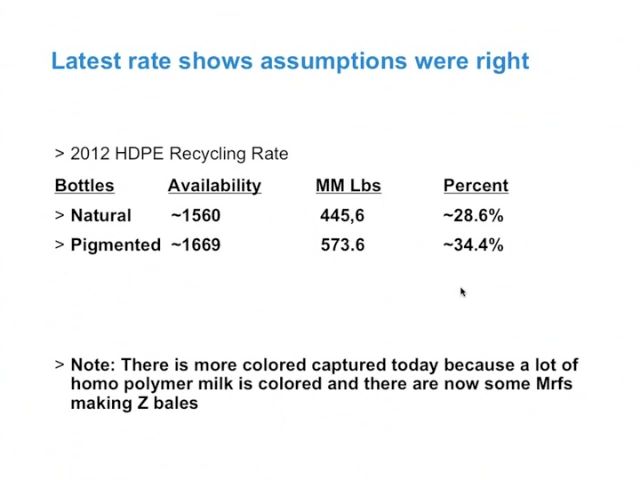 Latest rate shows assumptions were right
> 2012 HDPE Recycling Rate
Bottles Availability MM Lbs Percent
> Natural ~1560 445,6 ~28.6%
> Pigmented ~1669 573.6 ~34.4%
> Note: There is more colored captured today because a lot of
homo polymer milk is colored and there are now some Mrfs
making Z bales